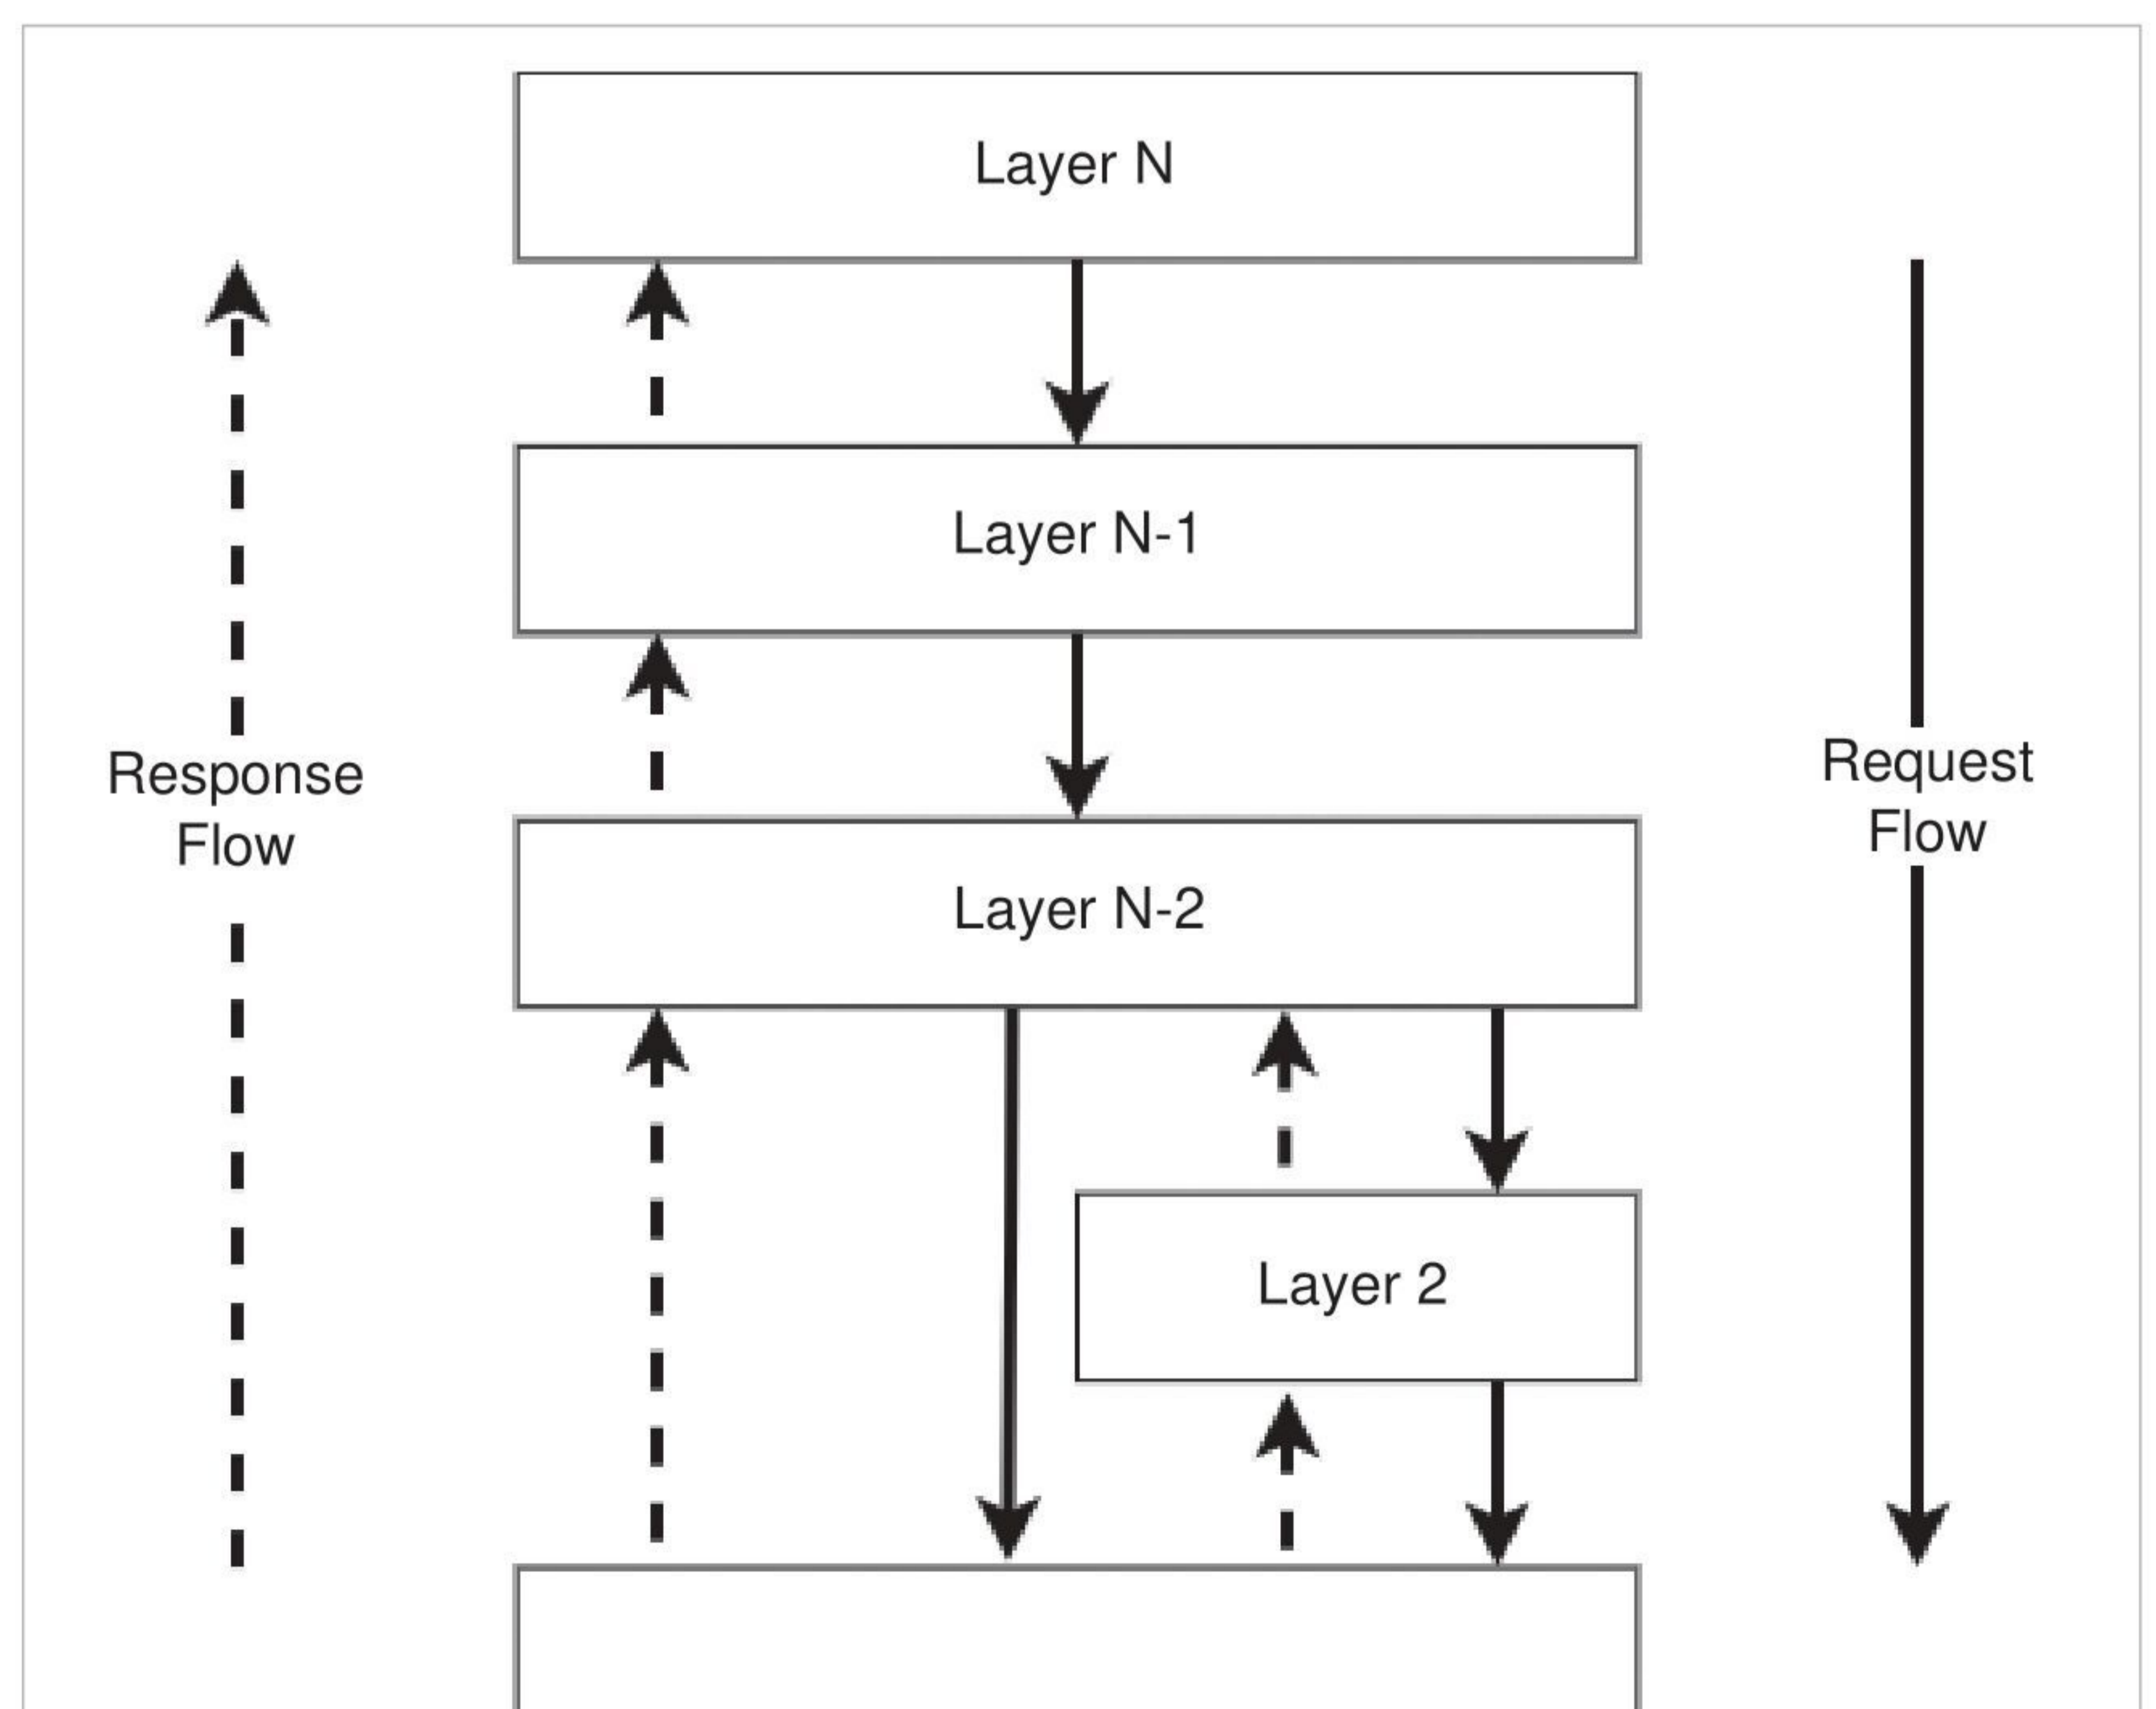 Layer N
Layer N-1
Response
Flow
Request
Flow
Layer N-2
Layer 2